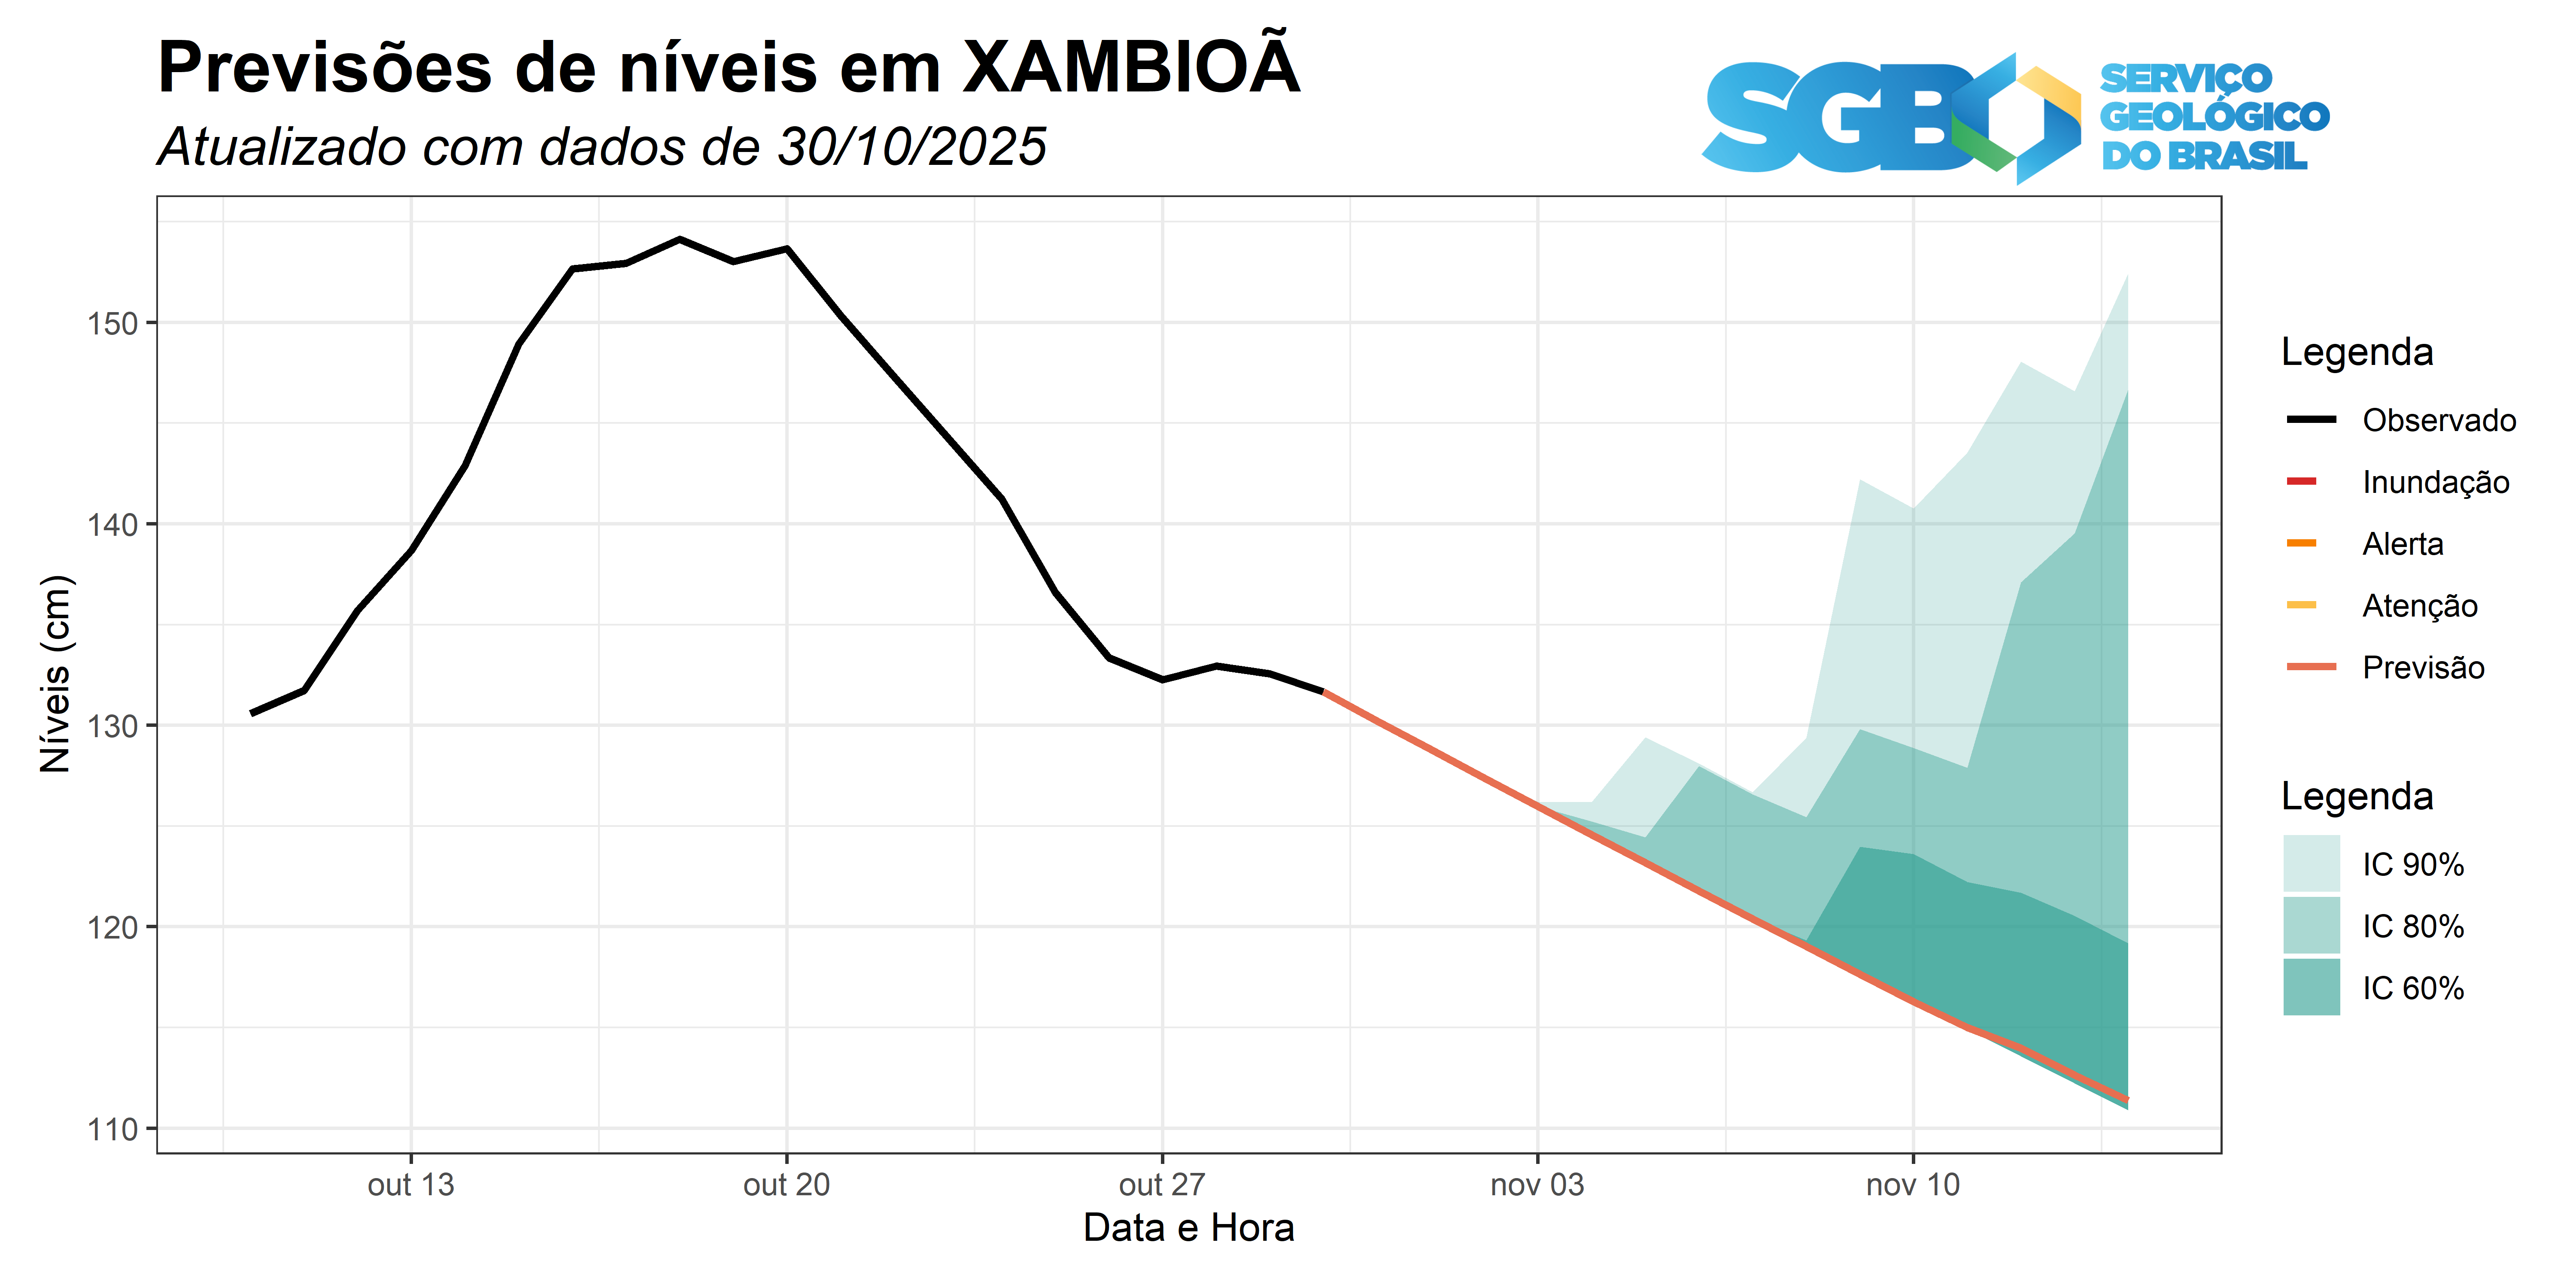 Previsões de níveis em XAMBIOÃ
Atualizado com dados de 30/10/2025
SGB
SERVIÇO
GEOLÓGICO
DO BRASIL
Níveis (cm)
150
140
130
120
110
out 13
out 20
out 27
nov 03
nov 10
Data e Hora
Legenda
Observado
Inundação
Alerta
Atenção
Previsão
Legenda
IC 90%
IC 80%
IC 60%